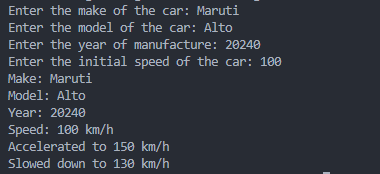 Enter the make of the car: Maruti
Enter the model of the car: Alto
Enter the year of manufacture: 20240
Enter the initial speed of the car: 100
Make: Maruti
Model: Alto
Year: 20240
Speed: 100 km/h
Accelerated to 150 km/h
Slowed down to 130 km/h